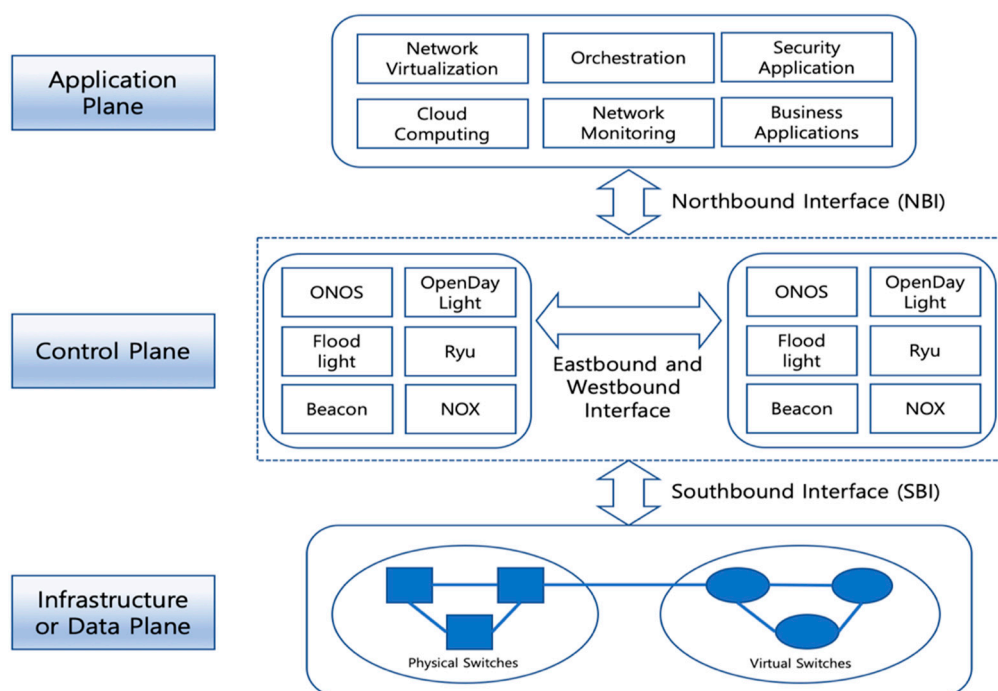 Application
Plane
Network
Virtualization
Orchestration
Security
Application
Cloud
Computing
Network
Monitoring
Business
Applications
Northbound Interface (NBI)
Control Plane
ONOS
OpenDay
Light
Flood
light
Ryu
Beacon
NOX
Eastbound and
Westbound
Interface
ONOS
OpenDay
Light
Flood
light
Ryu
Beacon
NOX
Southbound Interface (SBI)
Infrastructure
or Data Plane
Physical Switches
Virtual Switches